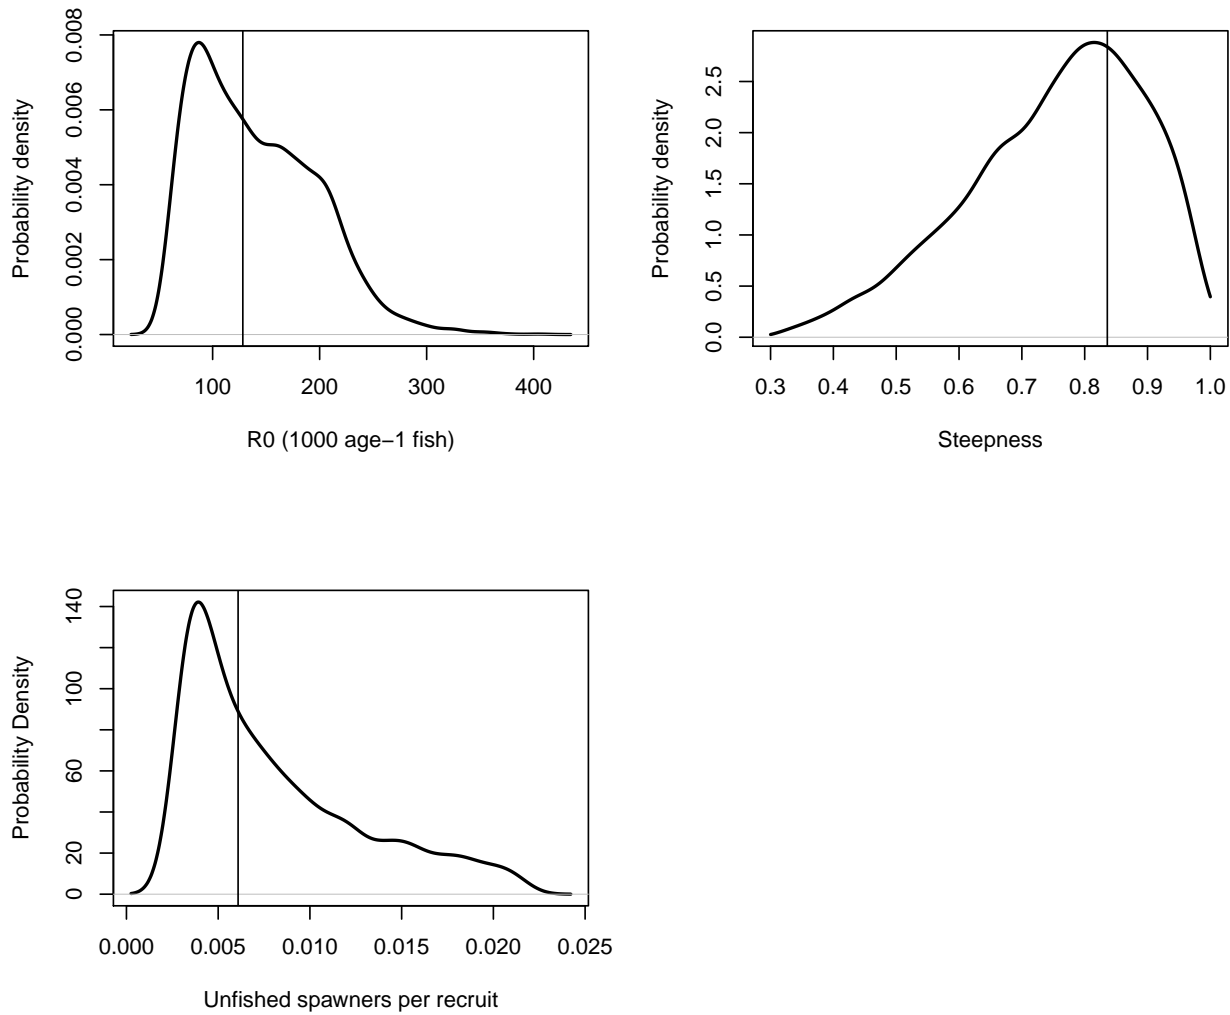 Probability density
0.000 0.002 0.004 0.006 0.008
100 200 300 400
R0 (1000 age−1 fish)
Probability density
0.0 0.5 1.0 1.5 2.0 2.5
0.3 0.4 0.5 0.6 0.7 0.8 0.9 1.0
Steepness
Probability Density
0 20 60 100 140
0.000 0.005 0.010 0.015 0.020 0.025
Unfished spawners per recruit